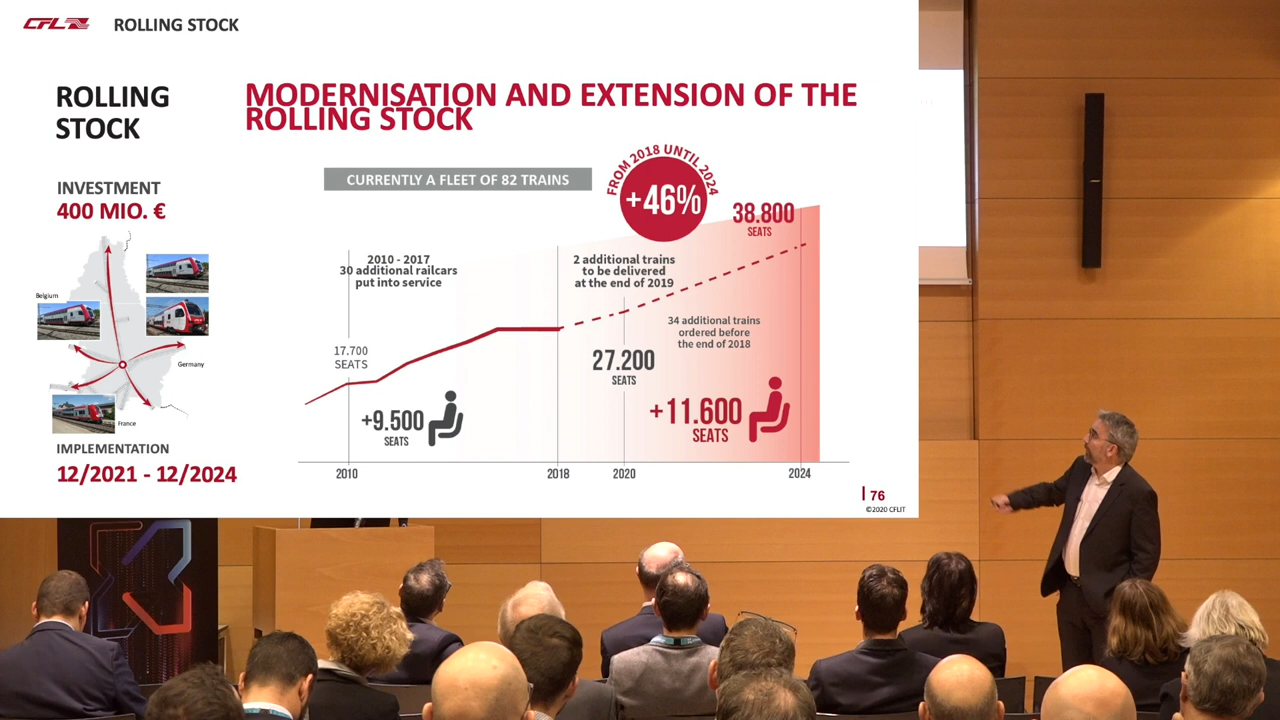 CFL
ROLLING STOCK
ROLLING
STOCK
INVESTMENT
400 MIO. €
Belgium
Germany
France
IMPLEMENTATION
12/2021 - 12/2024
MODERNISATION AND EXTENSION OF THE
ROLLING STOCK
CURRENTLY A FLEET OF 82 TRAINS
FROM 2018 UNTIL 2024
+46%
38.800
SEATS
2010 - 2017
30 additional railcars
put into service
2 additional trains
to be delivered
at the end of 2019
34 additional trains
ordered before
the end of 2018
17.700
SEATS
27.200
SEATS
+9.500
SEATS
+11.600
SEATS
2010
2018
2020
2024
| 76
©2020 CFLIT